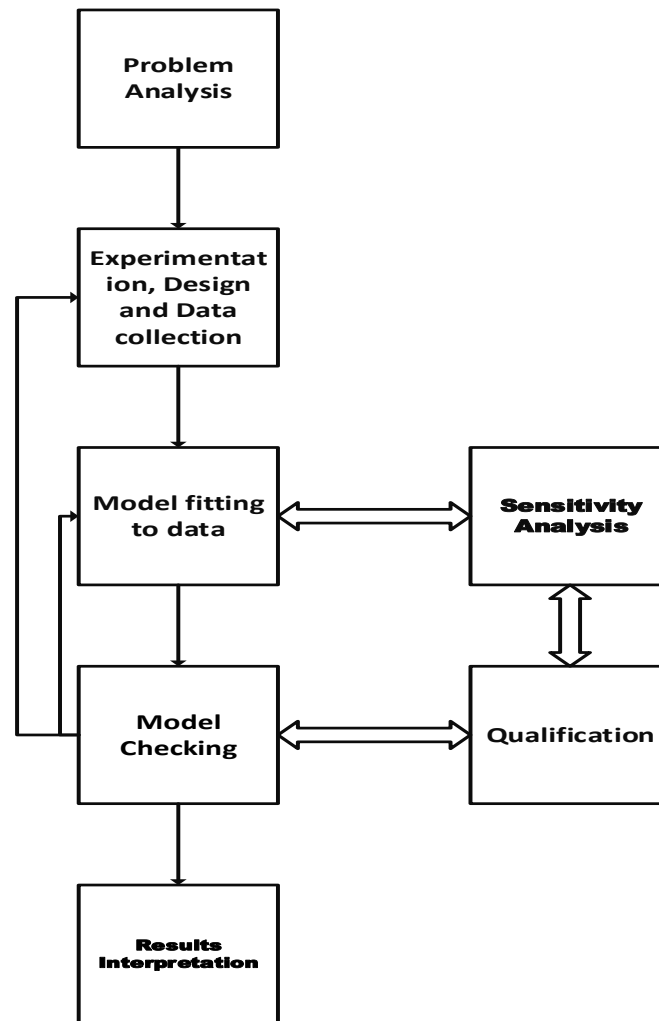 Problem
Analysis
Experimentat
ion, Design
and Data
collection
Model fitting
to data
Sensitivity
Analysis
Model
Checking
Qualification
Results
Interpretation